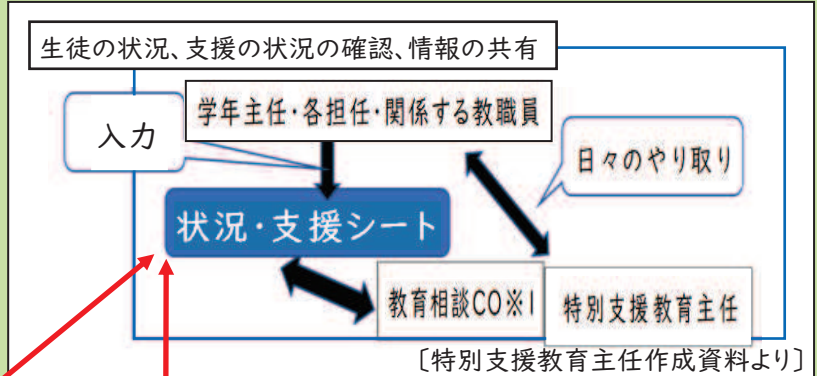 生徒の状況、支援の状況の確認、情報の共有
学年主任・各担任・関係する教職員
入力
日々のやり取り
状況・支援シート
教育相談CO※1
特別支援教育主任
〔特別支援教育主任作成資料より〕